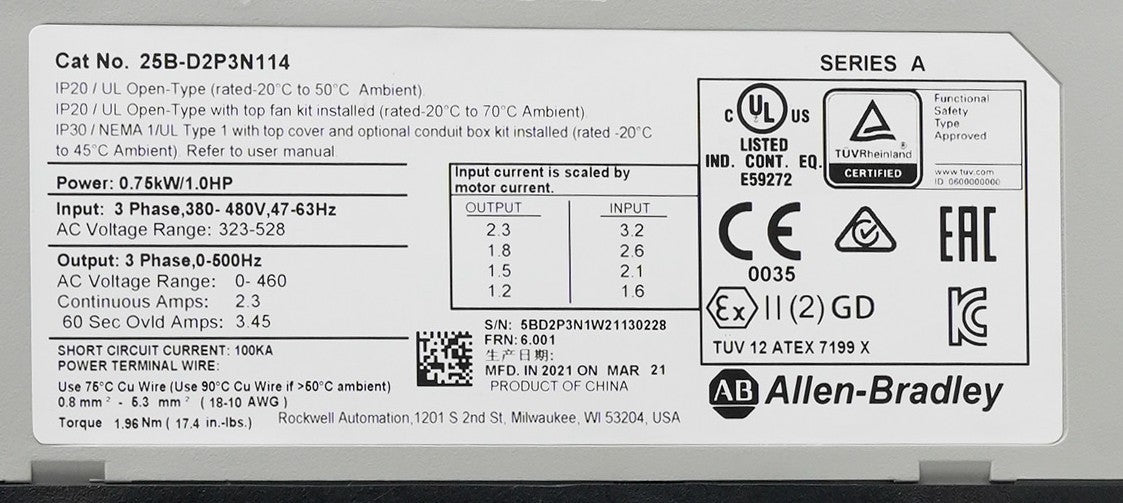 Cat No. 25B-D2P3N114
SERIES A
IP20 / UL Open-Type (rated-20°C to 50°C Ambient).
IP20 / UL Open-Type with top fan kit installed (rated-20°C to 70°C Ambient)
IP30 / NEMA 1/UL Type 1 with top cover and optional conduit box kit installed (rated -20°C
to 45°C Ambient). Refer to user manual.
Power: 0.75kW/1.0HP
Input: 3 Phase,380- 480V,47-63Hz
AC Voltage Range: 323-528
Output: 3 Phase,0-500Hz
AC Voltage Range: 0- 460
Continuous Amps: 2.3
60 Sec Ovld Amps: 3.45
SHORT CIRCUIT CURRENT: 100KA
POWER TERMINAL WIRE:
Use 75°C Cu Wire (Use 90°C Cu Wire if >50°C ambient)
0.8 mm² - 5.3 mm² ( 18-10 AWG )
Torque 1.96 Nm ( 17.4 in.-lbs.)
Input current is scaled by
motor current.
OUTPUT INPUT
2.3 3.2
1.8 2.6
1.5 2.1
1.2 1.6
S/N: 5BD2P3N1W21130228
FRN: 6.001
生产日期:
MFD. IN 2021 ON MAR 21
PRODUCT OF CHINA
Rockwell Automation,1201 S 2nd St, Milwaukee, WI 53204, USA
C UL US
LISTED
IND. CONT. EQ.
E59272
TÜVRheinland ®
CERTIFIED
Functional
Safety
Type
Approved
www.tuv.com
ID 0600000000
CE
0035
EAC
Ex II (2) GD
KC
TUV 12 ATEX 7199 X
AB Allen-Bradley